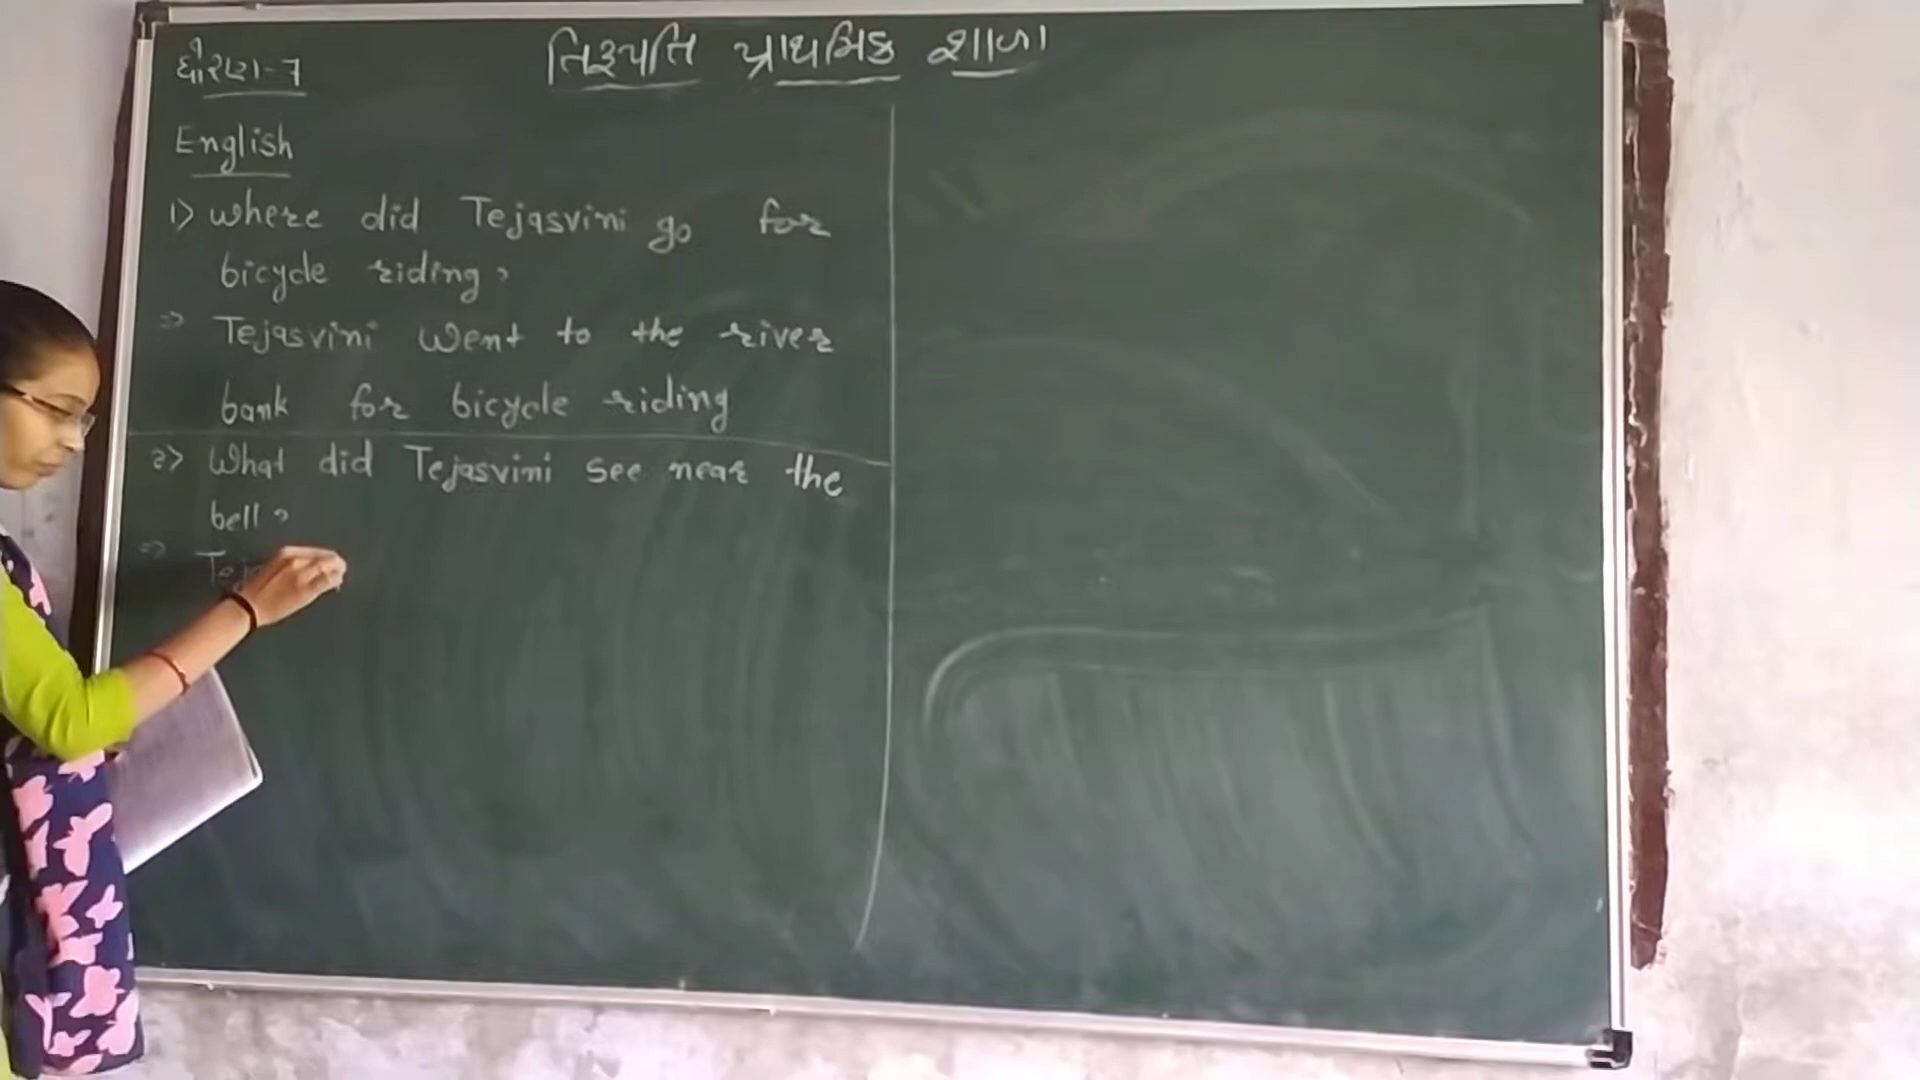 તિરૂપતિ પ્રાથમિક શાળા
ધોરણ-7
English
1) where did Tejasvini go for
bicycle riding?
⇒ Tejasvini went to the river
bank for bicycle riding
2) What did Tejasvini see near the
bell?
⇒ Tej